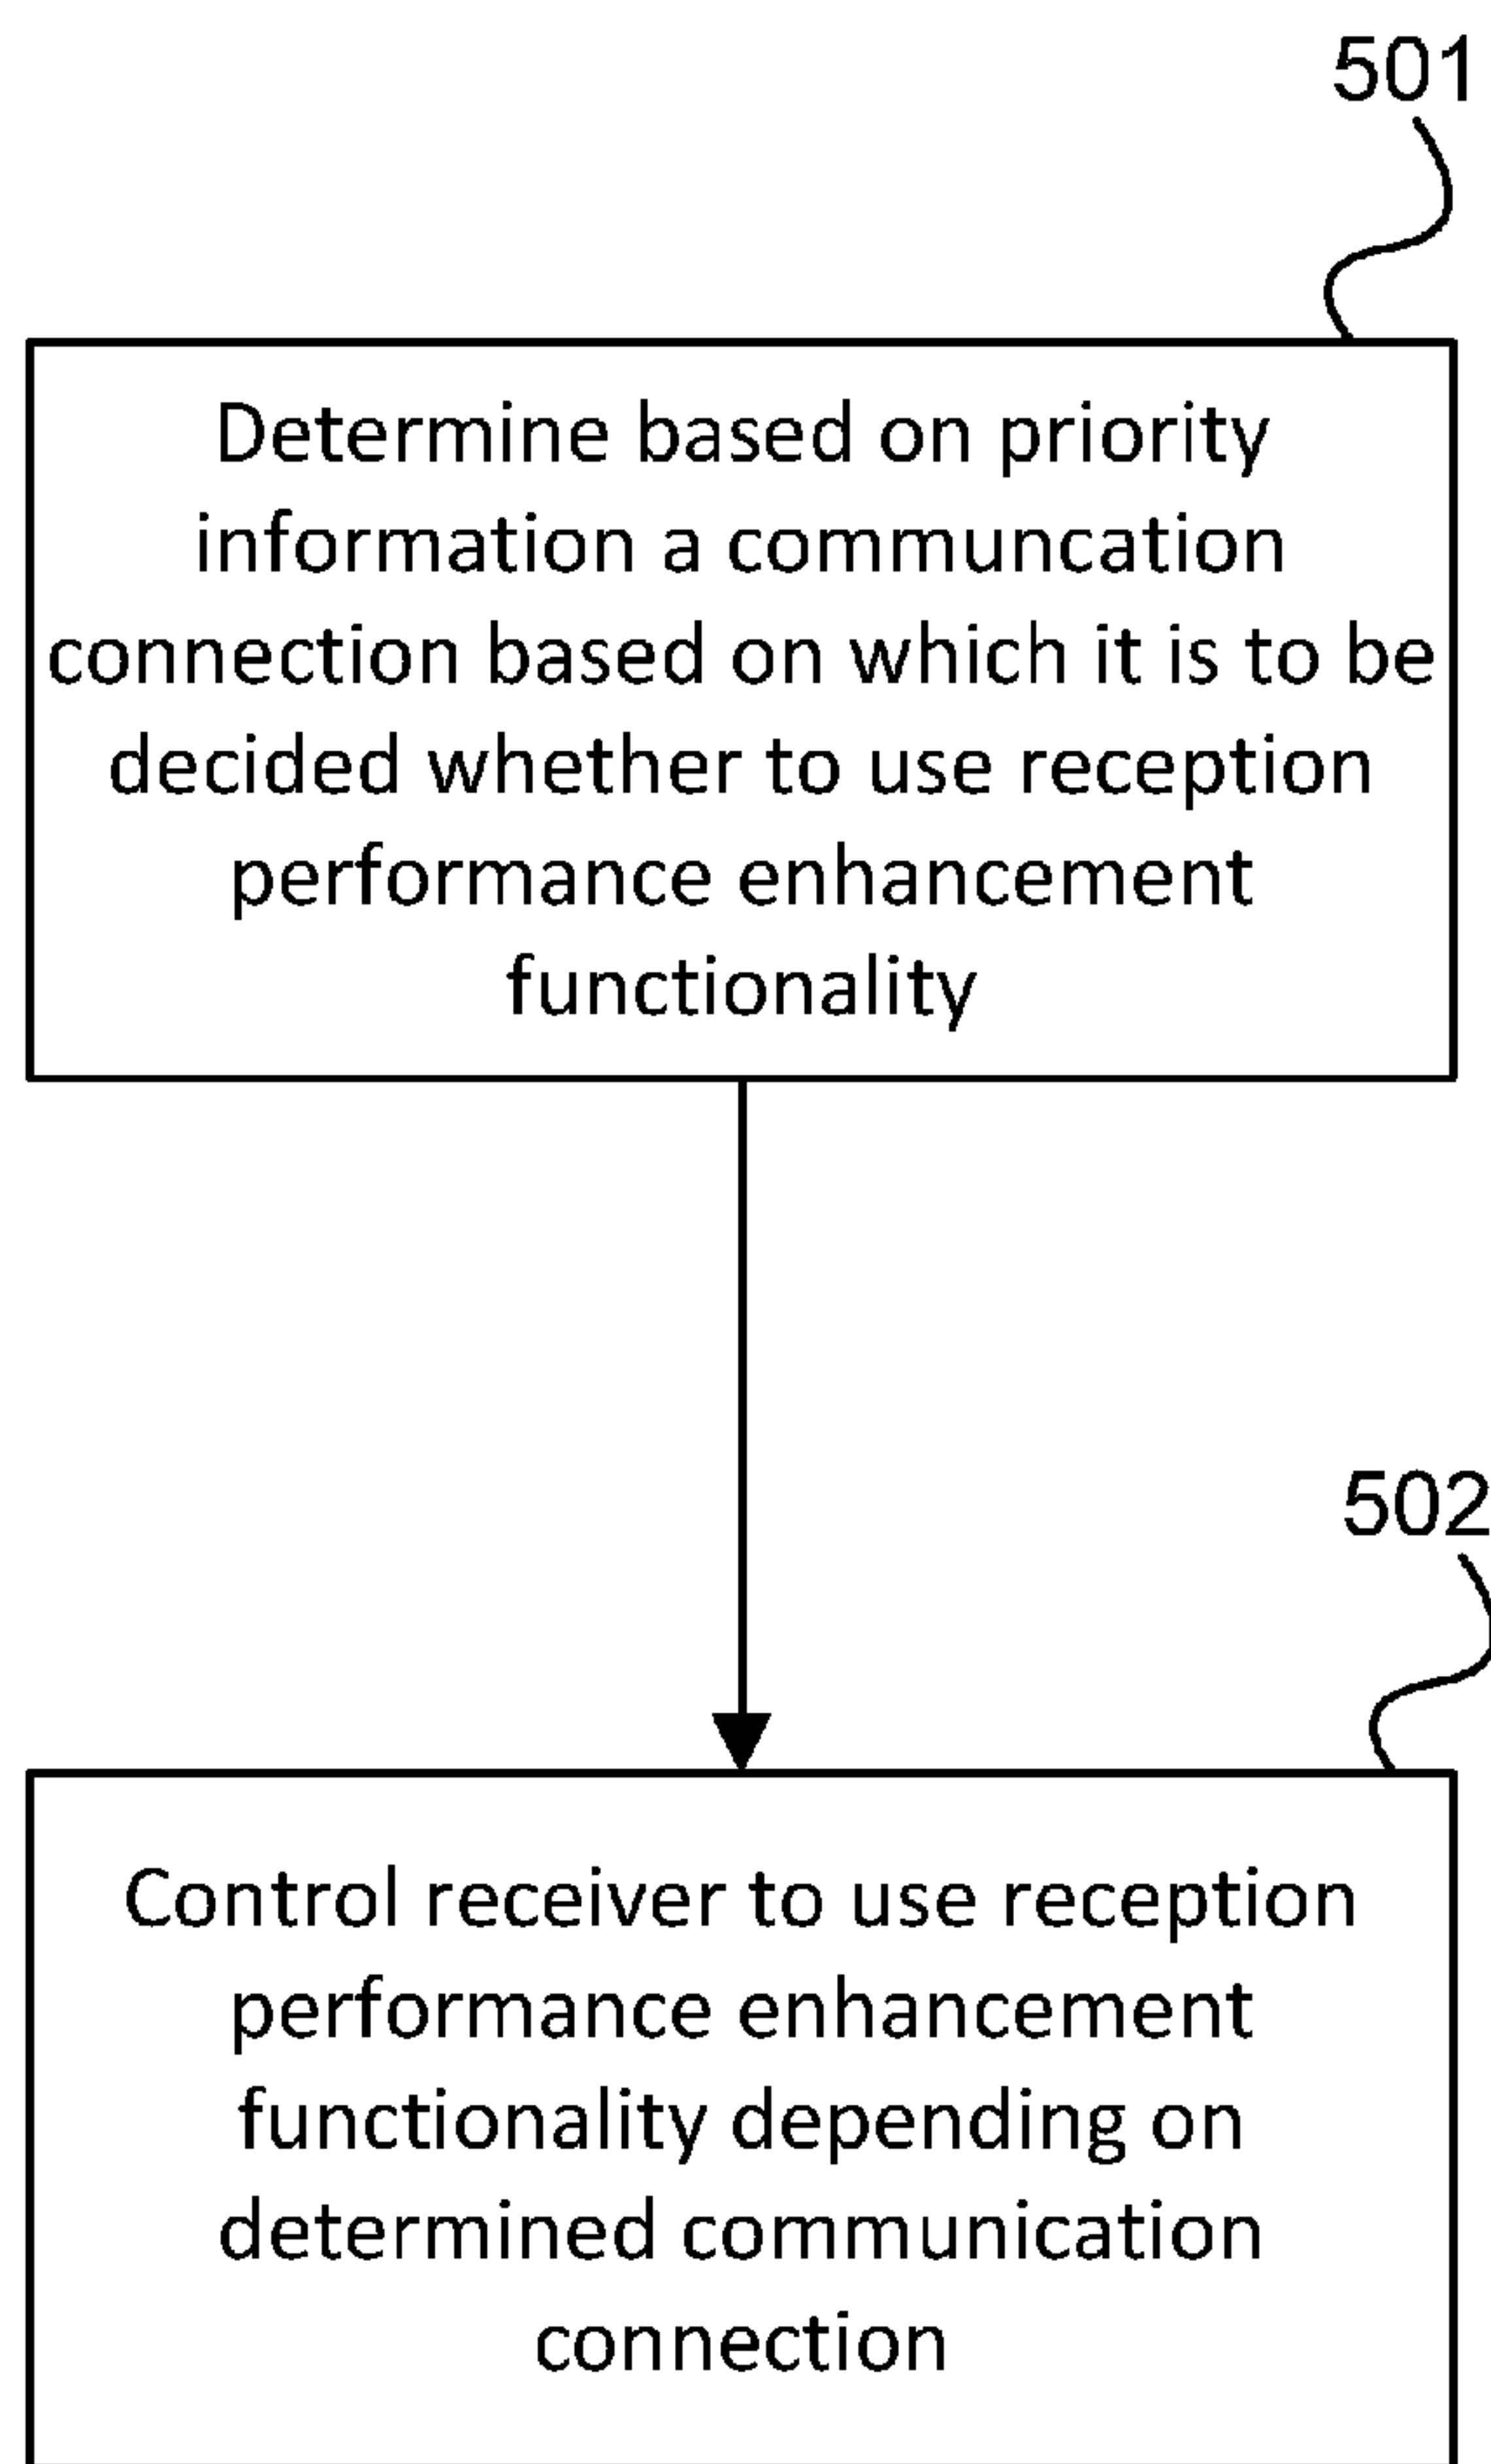 501
Determine based on priority
information a communcation
connection based on which it is to be
decided whether to use reception
performance enhancement
functionality
502
Control receiver to use reception
performance enhancement
functionality depending on
determined communication
connection